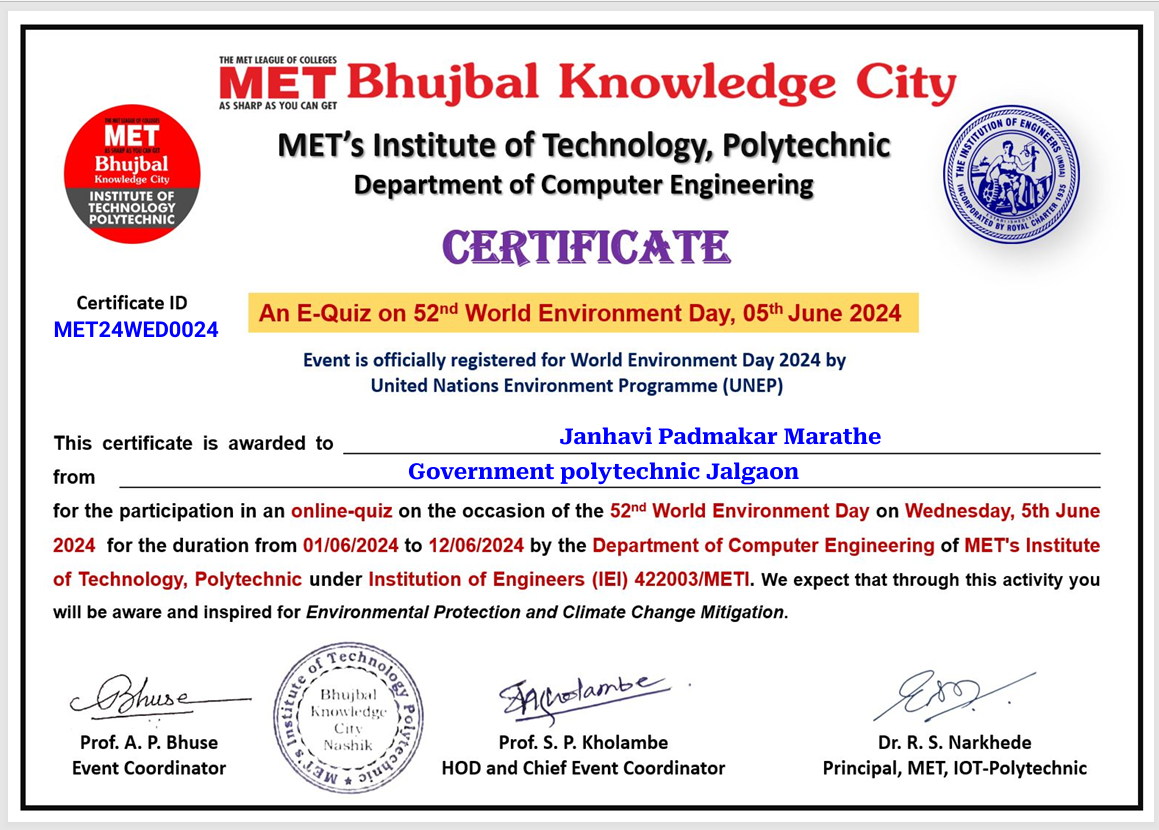 THE MET LEAGUE OF COLLEGES
MET Bhujbal Knowledge City
AS SHARP AS YOU CAN GET
THE MET LEAGUE OF COLLEGES
MET
AS SHARP AS YOU CAN GET
Bhujbal
Knowledge City
INSTITUTE OF
TECHNOLOGY
POLYTECHNIC
MET's Institute of Technology, Polytechnic
Department of Computer Engineering
THE INSTITUTION OF ENGINEERS (INDIA)
INCORPORATED BY ROYAL CHARTER 1935
CERTIFICATE
Certificate ID
MET24WED0024
An E-Quiz on 52nd World Environment Day, 05th June 2024
Event is officially registered for World Environment Day 2024 by
United Nations Environment Programme (UNEP)
This certificate is awarded to Janhavi Padmakar Marathe
from Government polytechnic Jalgaon
for the participation in an online-quiz on the occasion of the 52nd World Environment Day on Wednesday, 5th June
2024 for the duration from 01/06/2024 to 12/06/2024 by the Department of Computer Engineering of MET's Institute
of Technology, Polytechnic under Institution of Engineers (IEI) 422003/METI. We expect that through this activity you
will be aware and inspired for Environmental Protection and Climate Change Mitigation.
Bhuse
MET's Institute of Technology Polytechnic
Bhujbal
Knowledge
City
Nashik
Kholambe
Prof. A. P. Bhuse
Event Coordinator
Prof. S. P. Kholambe
HOD and Chief Event Coordinator
Dr. R. S. Narkhede
Principal, MET, IOT-Polytechnic